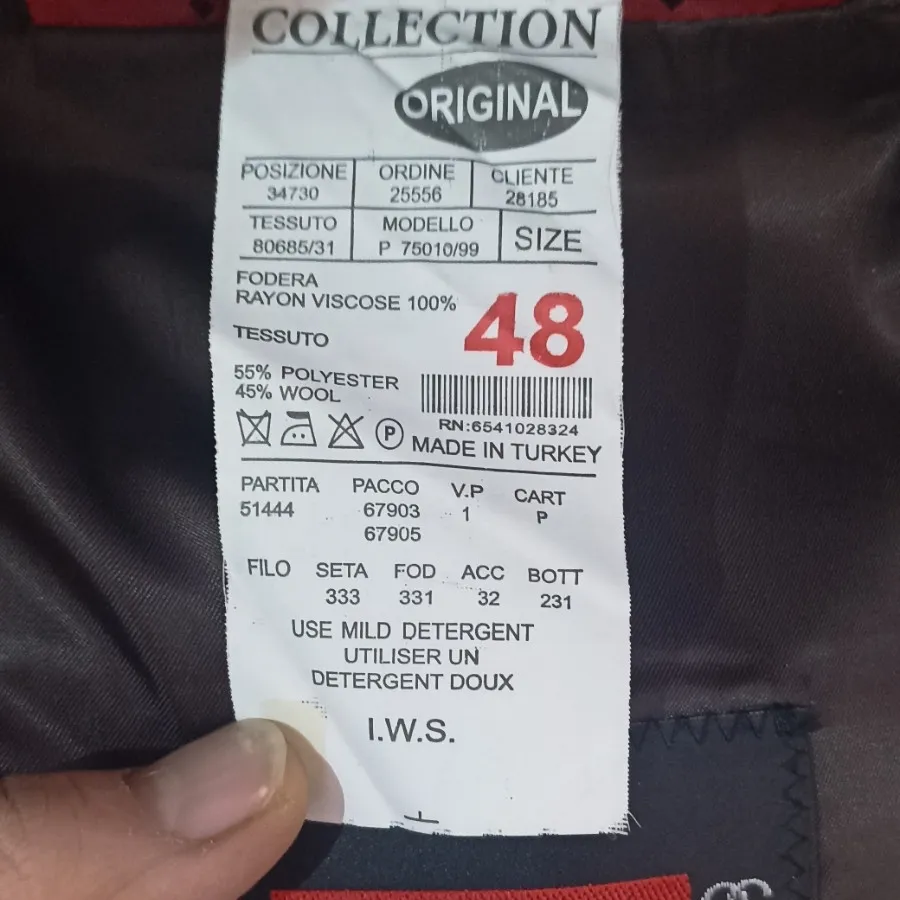 COLLECTION
ORIGINAL
POSIZIONE ORDINE CLIENTE
34730 25556 28185
TESSUTO MODELLO SIZE
80685/31 P 75010/99
FODERA
RAYON VISCOSE 100%
48
TESSUTO
55% POLYESTER
45% WOOL
RN:6541028324
P
MADE IN TURKEY
PARTITA PACCO V.P CART
51444 67903 1 P
67905
FILO SETA FOD ACC BOTT
333 331 32 231
USE MILD DETERGENT
UTILISER UN
DETERGENT DOUX
I.W.S.